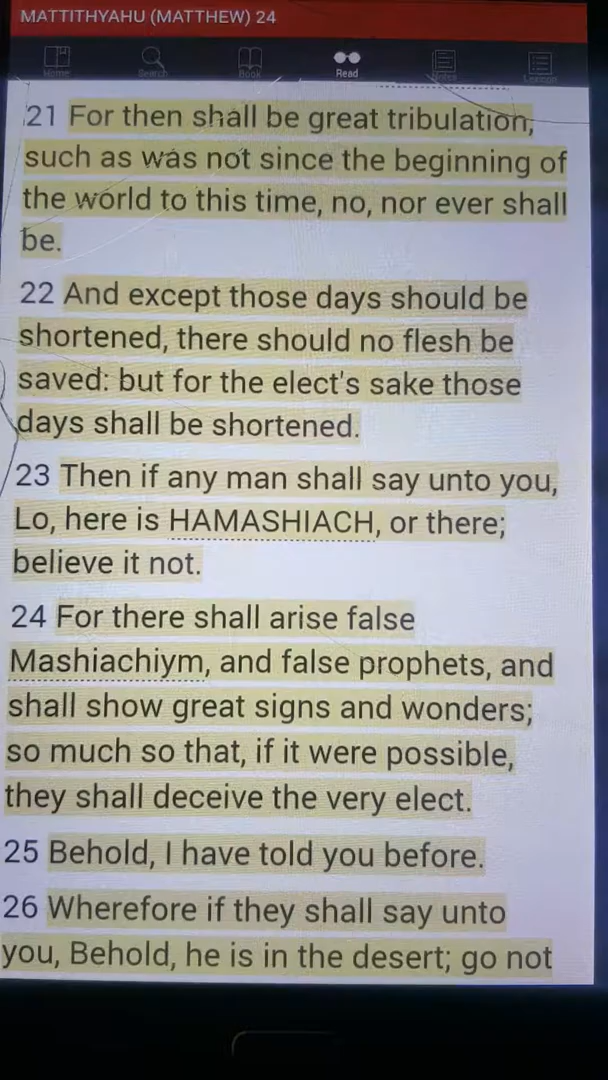 MATTITHYAHU (MATTHEW) 24
Home Search Book Read Notes Lexicon
21 For then shall be great tribulation,
such as was not since the beginning of
the world to this time, no, nor ever shall
be.
22 And except those days should be
shortened, there should no flesh be
saved: but for the elect's sake those
days shall be shortened.
23 Then if any man shall say unto you,
Lo, here is HAMASHIACH, or there;
believe it not.
24 For there shall arise false
Mashiachiym, and false prophets, and
shall show great signs and wonders;
so much so that, if it were possible,
they shall deceive the very elect.
25 Behold, I have told you before.
26 Wherefore if they shall say unto
you, Behold, he is in the desert; go not